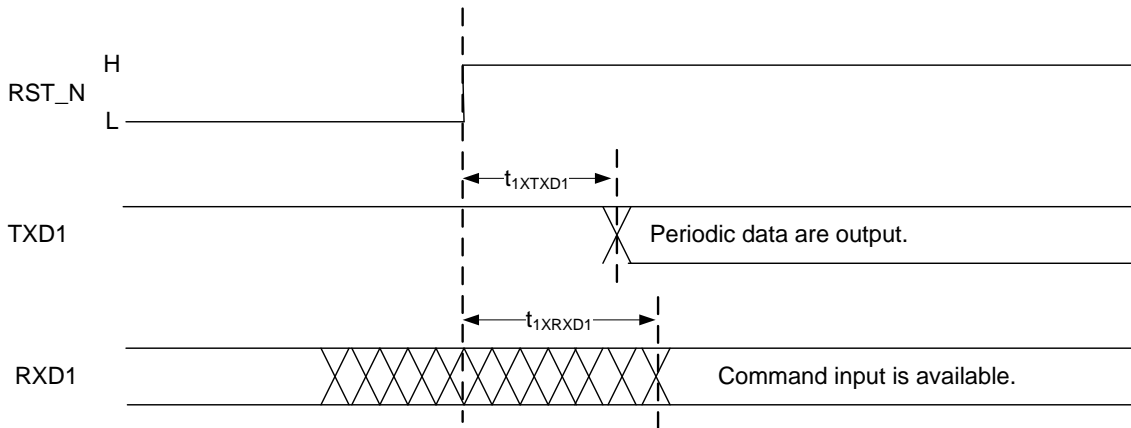 H
RST_N
L
t1XTXD1
TXD1
Periodic data are output.
t1XRXD1
RXD1
Command input is available.